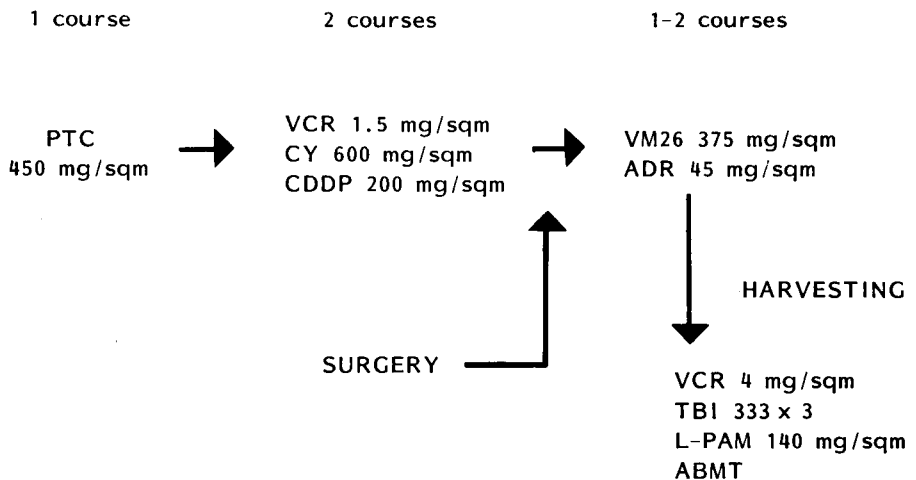 1 course
2 courses
1-2 courses
PTC
450 mg/sqm
VCR 1.5 mg/sqm
CY 600 mg/sqm
CDDP 200 mg/sqm
VM26 375 mg/sqm
ADR 45 mg/sqm
HARVESTING
SURGERY
VCR 4 mg/sqm
TBI 333 x 3
L-PAM 140 mg/sqm
ABMT